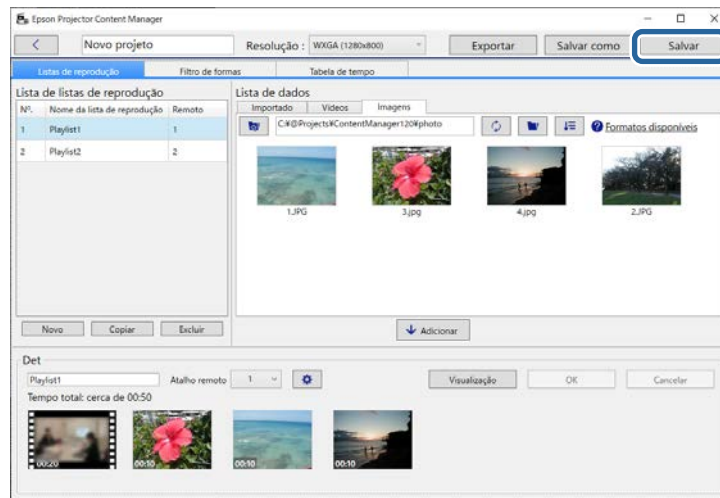 Epson Projector Content Manager
Novo projeto Resolução : WXGA (1280x800) Exportar Salvar como Salvar
Listas de reprodução Filtro de formas Tabela de tempo
Lista de listas de reprodução
Nº. Nome da lista de reprodução Remoto
1 Playlist1 1
2 Playlist2 2
Novo Copiar Excluir
Lista de dados
Importado Vídeos Imagens
C:¥@Projects¥ContentManager120¥photo Formatos disponíveis
1.JPG 3.jpg 4.jpg 2.JPG
Adicionar
Det
Playlist1 Atalho remoto 1 Visualização OK Cancelar
Tempo total: cerca de 00:50
00:20 00:10 00:10 00:10